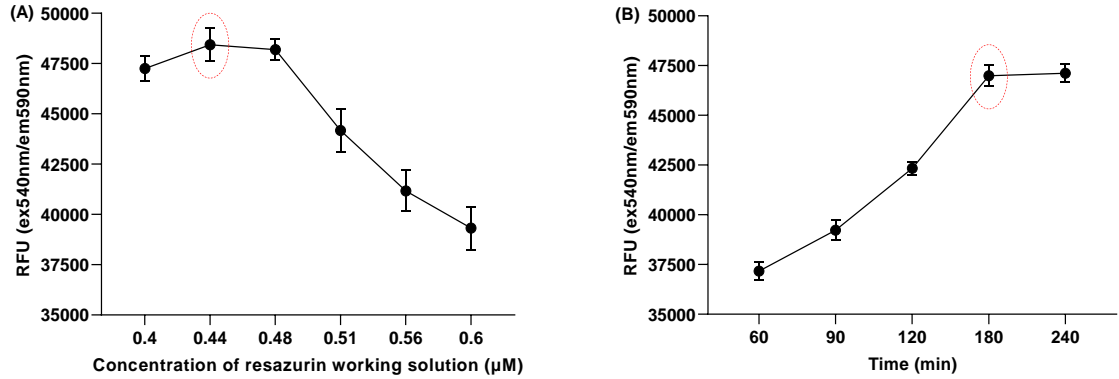 (A)
50000
47500
45000
42500
40000
37500
35000
RFU (ex540nm/em590nm)
0.4 0.44 0.48 0.51 0.56 0.6
Concentration of resazurin working solution (μM)
(B)
50000
47500
45000
42500
40000
37500
35000
RFU (ex540nm/em590nm)
60 90 120 180 240
Time (min)